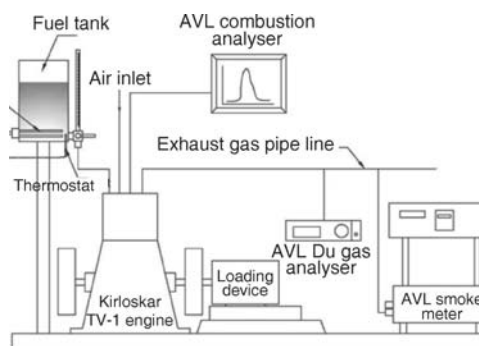 Fuel tank
AVL combustion
analyser
Air inlet
Exhaust gas pipe line
Thermostat
AVL Du gas
analyser
Loading
device
Kirloskar
TV-1 engine
AVL smoke
meter